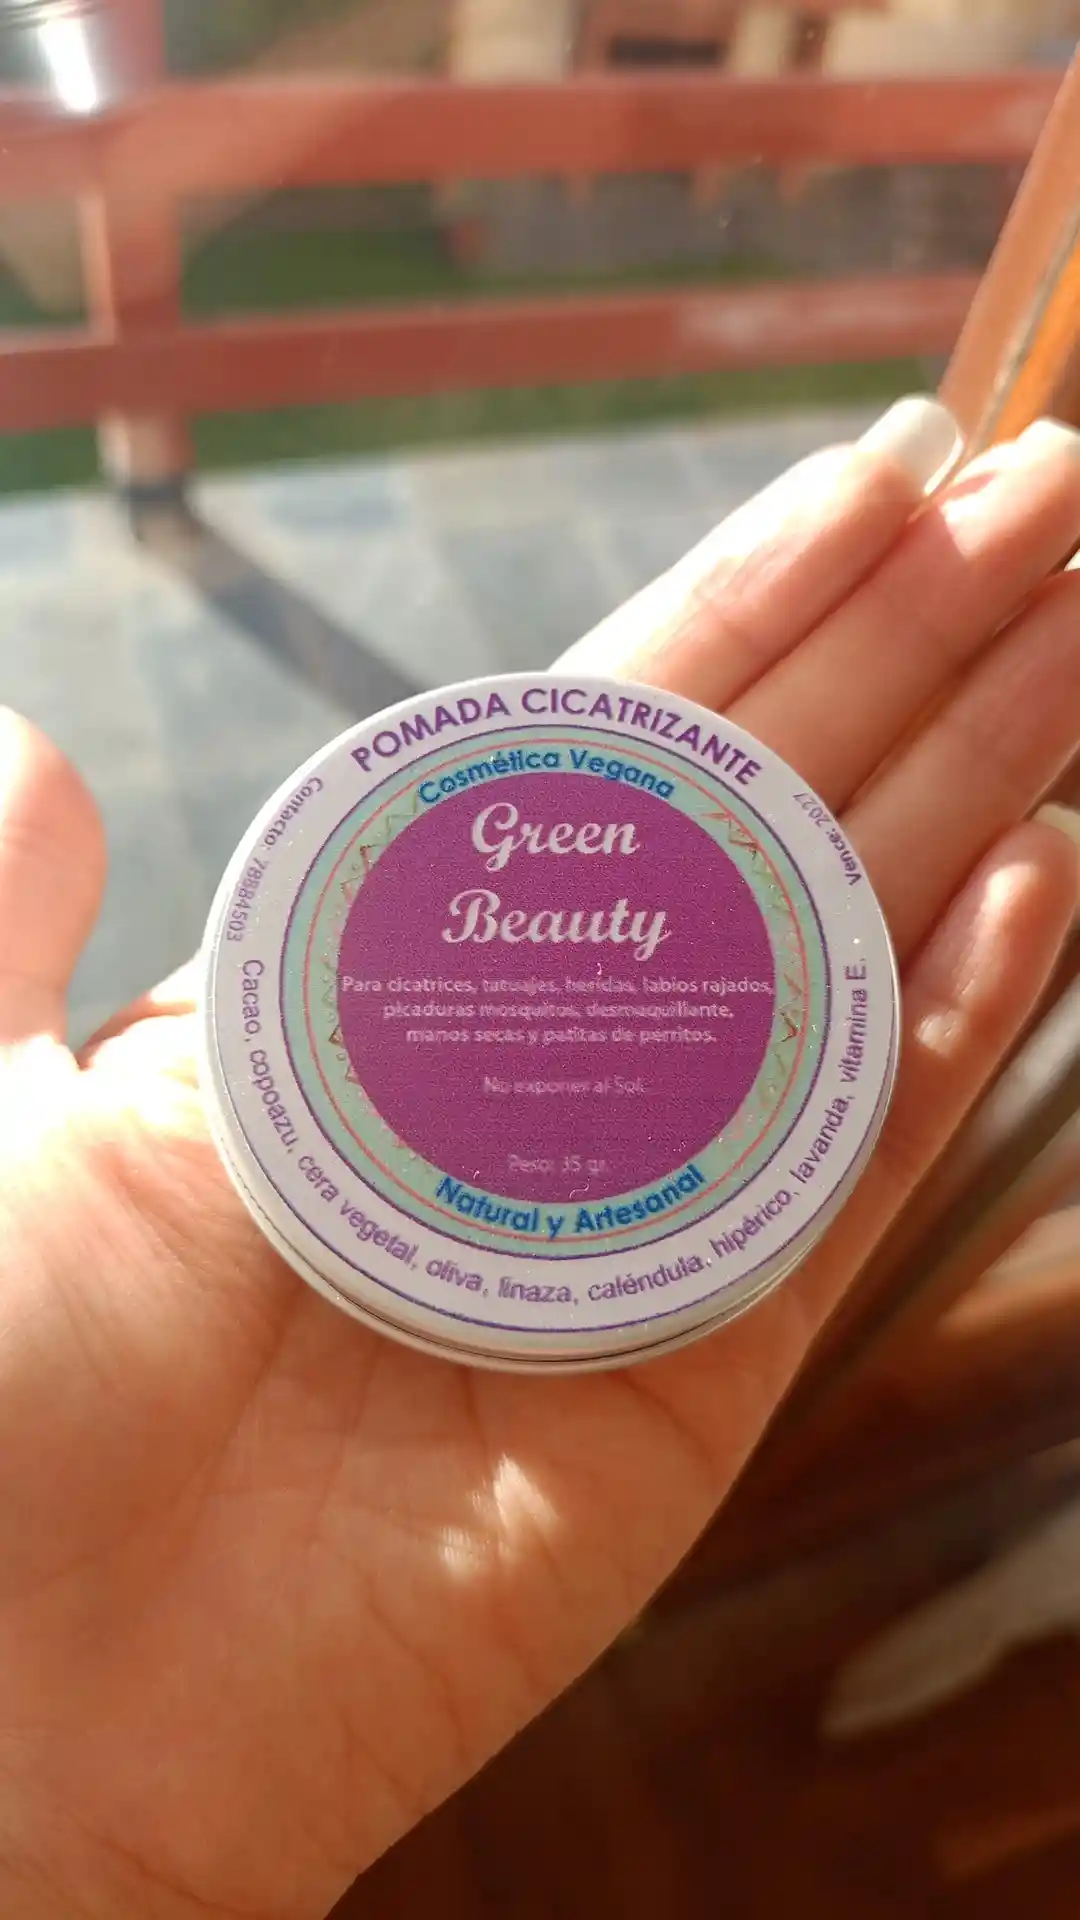 POMADA CICATRIZANTE
Cosmética Vegana
Green
Beauty
Para cicatrices, tatuajes, heridas, labios rajados,
picaduras mosquitos, desmaquillante,
manos secas y patitas de perritos.
No exponer al Sol
Peso: 35 gr.
Natural y Artesanal
Contacto: 78884503
Cacao, copoazu, cera vegetal, oliva, linaza, caléndula, hipérico, lavanda, vitamina E.
Vence: 2027